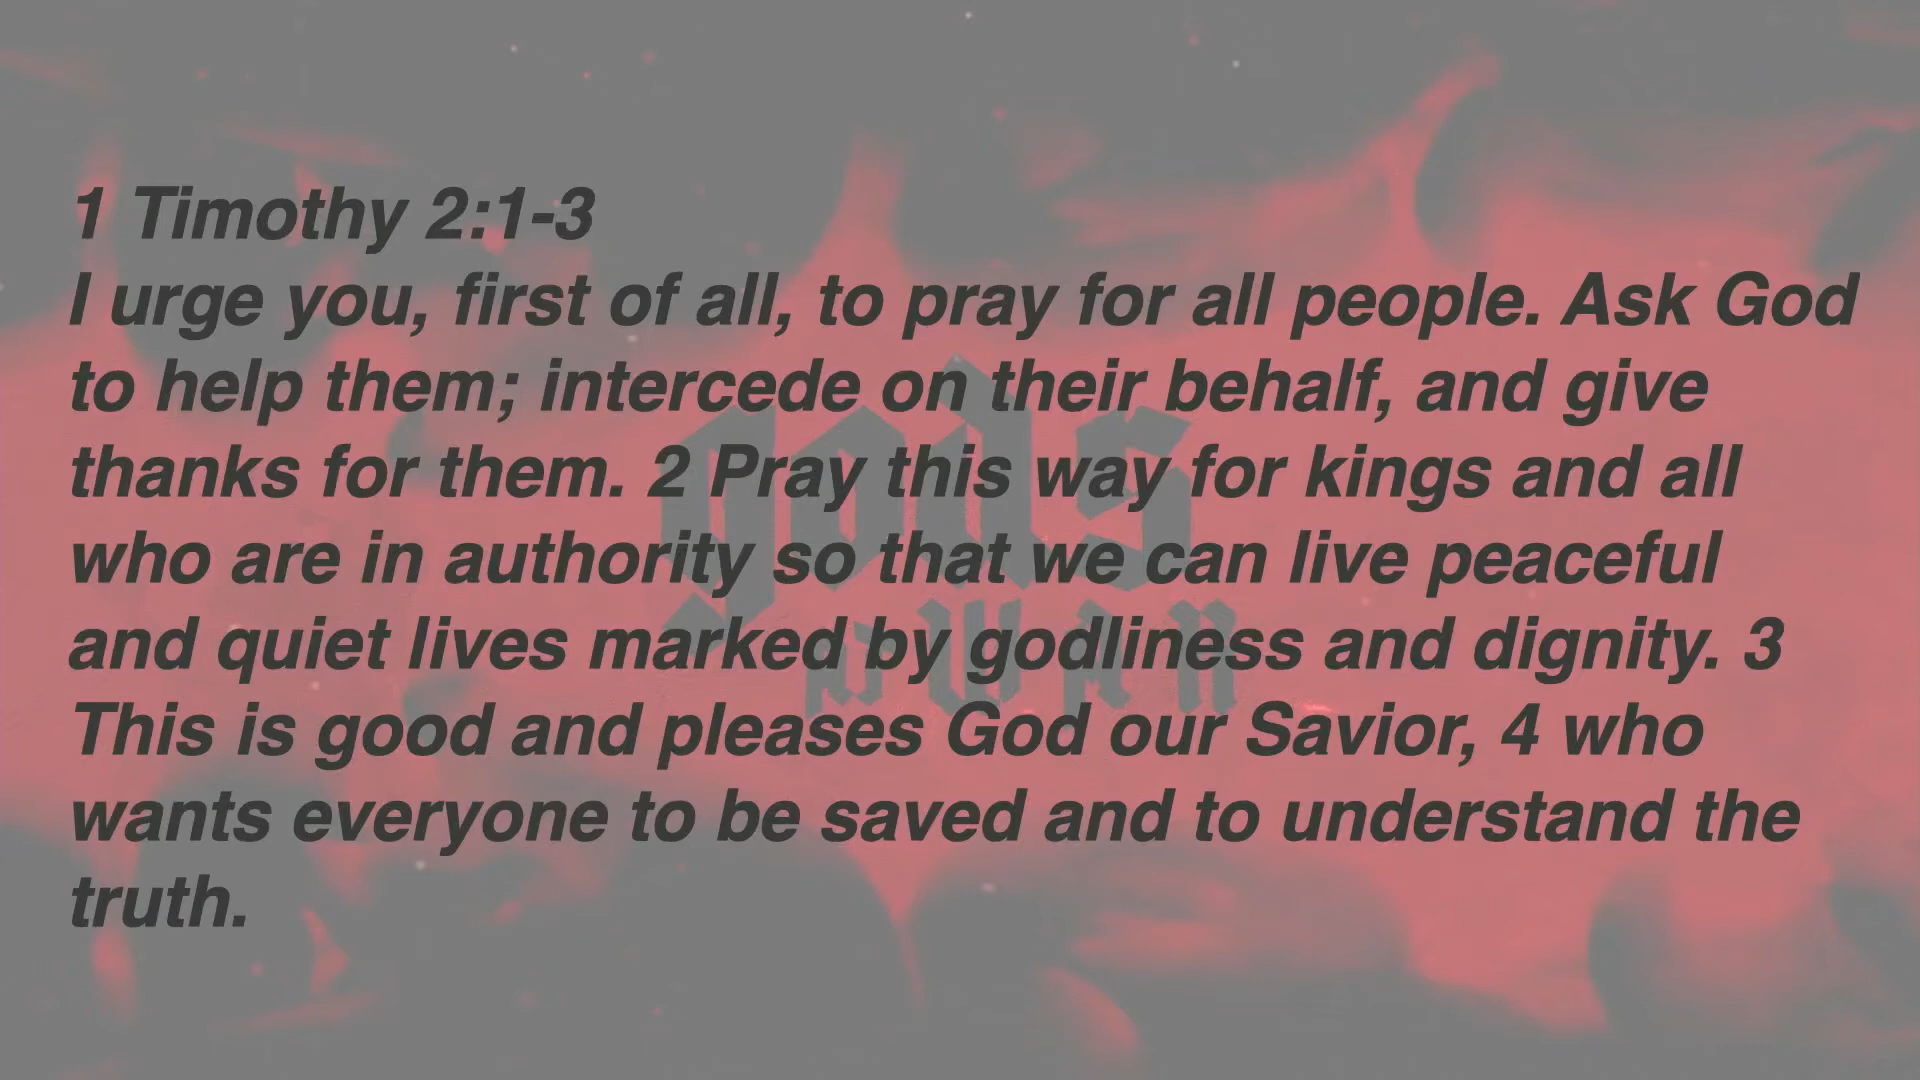 1 Timothy 2:1-3
I urge you, first of all, to pray for all people. Ask God
to help them; intercede on their behalf, and give
thanks for them. 2 Pray this way for kings and all
who are in authority so that we can live peaceful
and quiet lives marked by godliness and dignity. 3
This is good and pleases God our Savior, 4 who
wants everyone to be saved and to understand the
truth.
gods